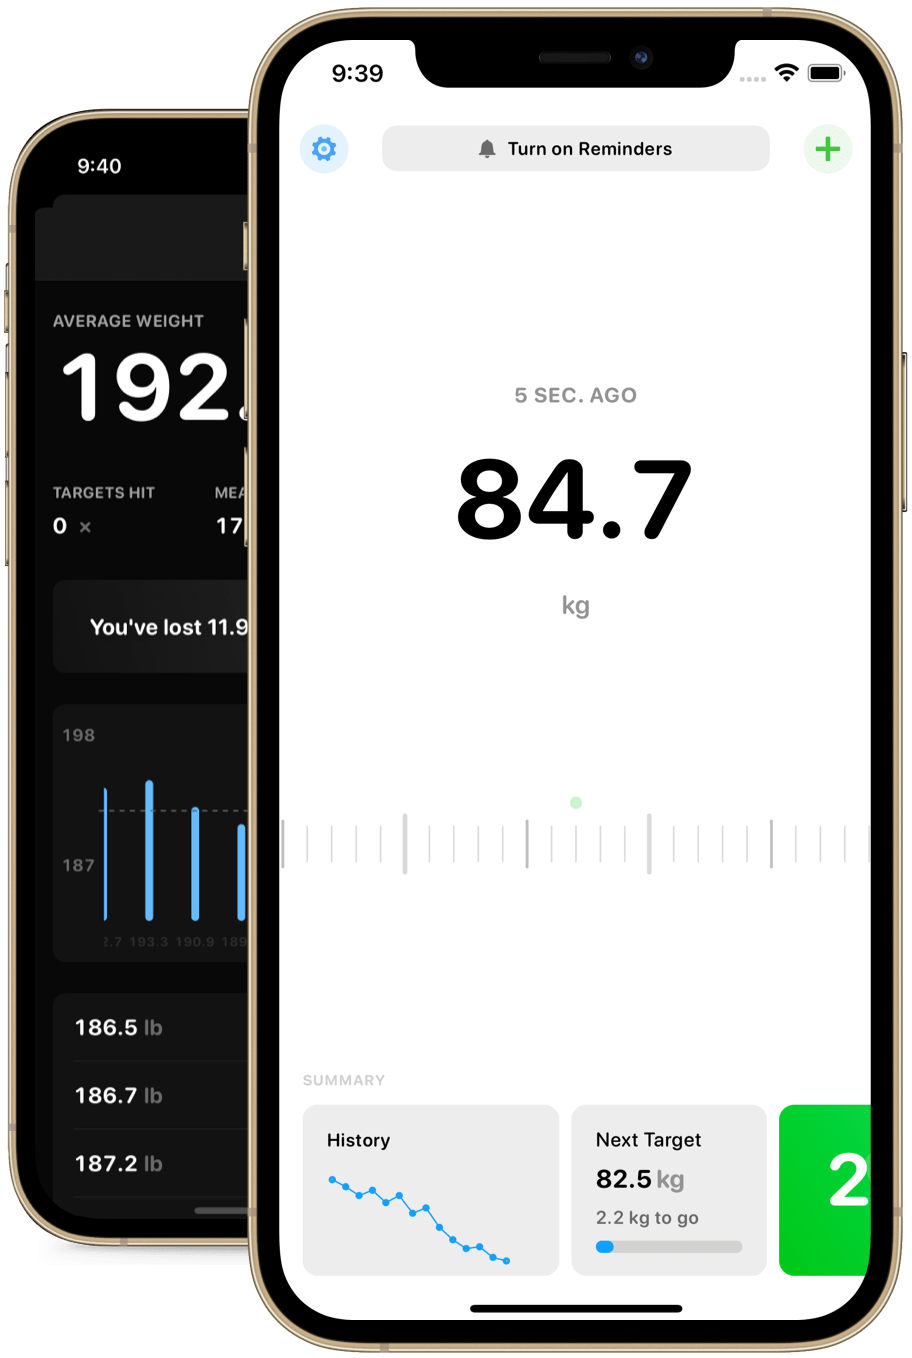 9:40
AVERAGE WEIGHT
192.
TARGETS HIT
0 ×
MEA
17
You've lost 11.9
198
187
2.7 193.3 190.9 189
186.5 lb
186.7 lb
187.2 lb
9:39
Turn on Reminders
5 SEC. AGO
84.7
kg
SUMMARY
History
Next Target
82.5 kg
2.2 kg to go
2